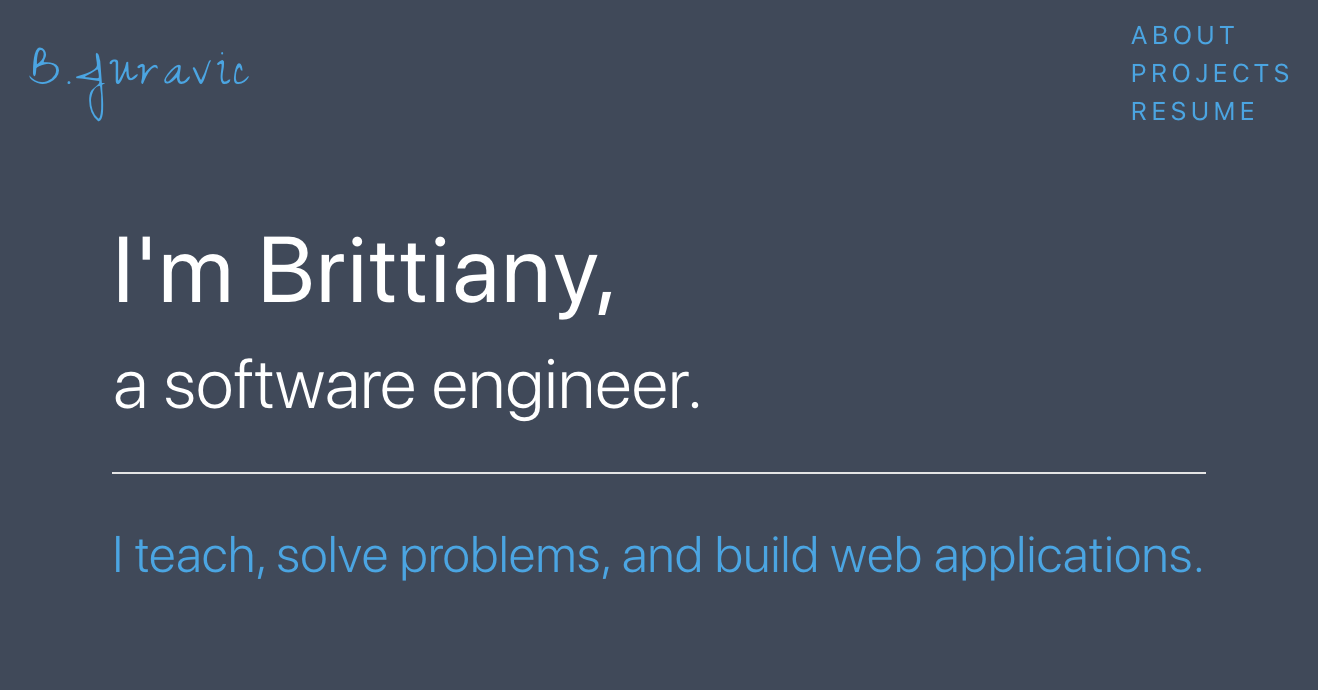 B.Juravic
ABOUT
PROJECTS
RESUME
I'm Brittiany,
a software engineer.
I teach, solve problems, and build web applications.